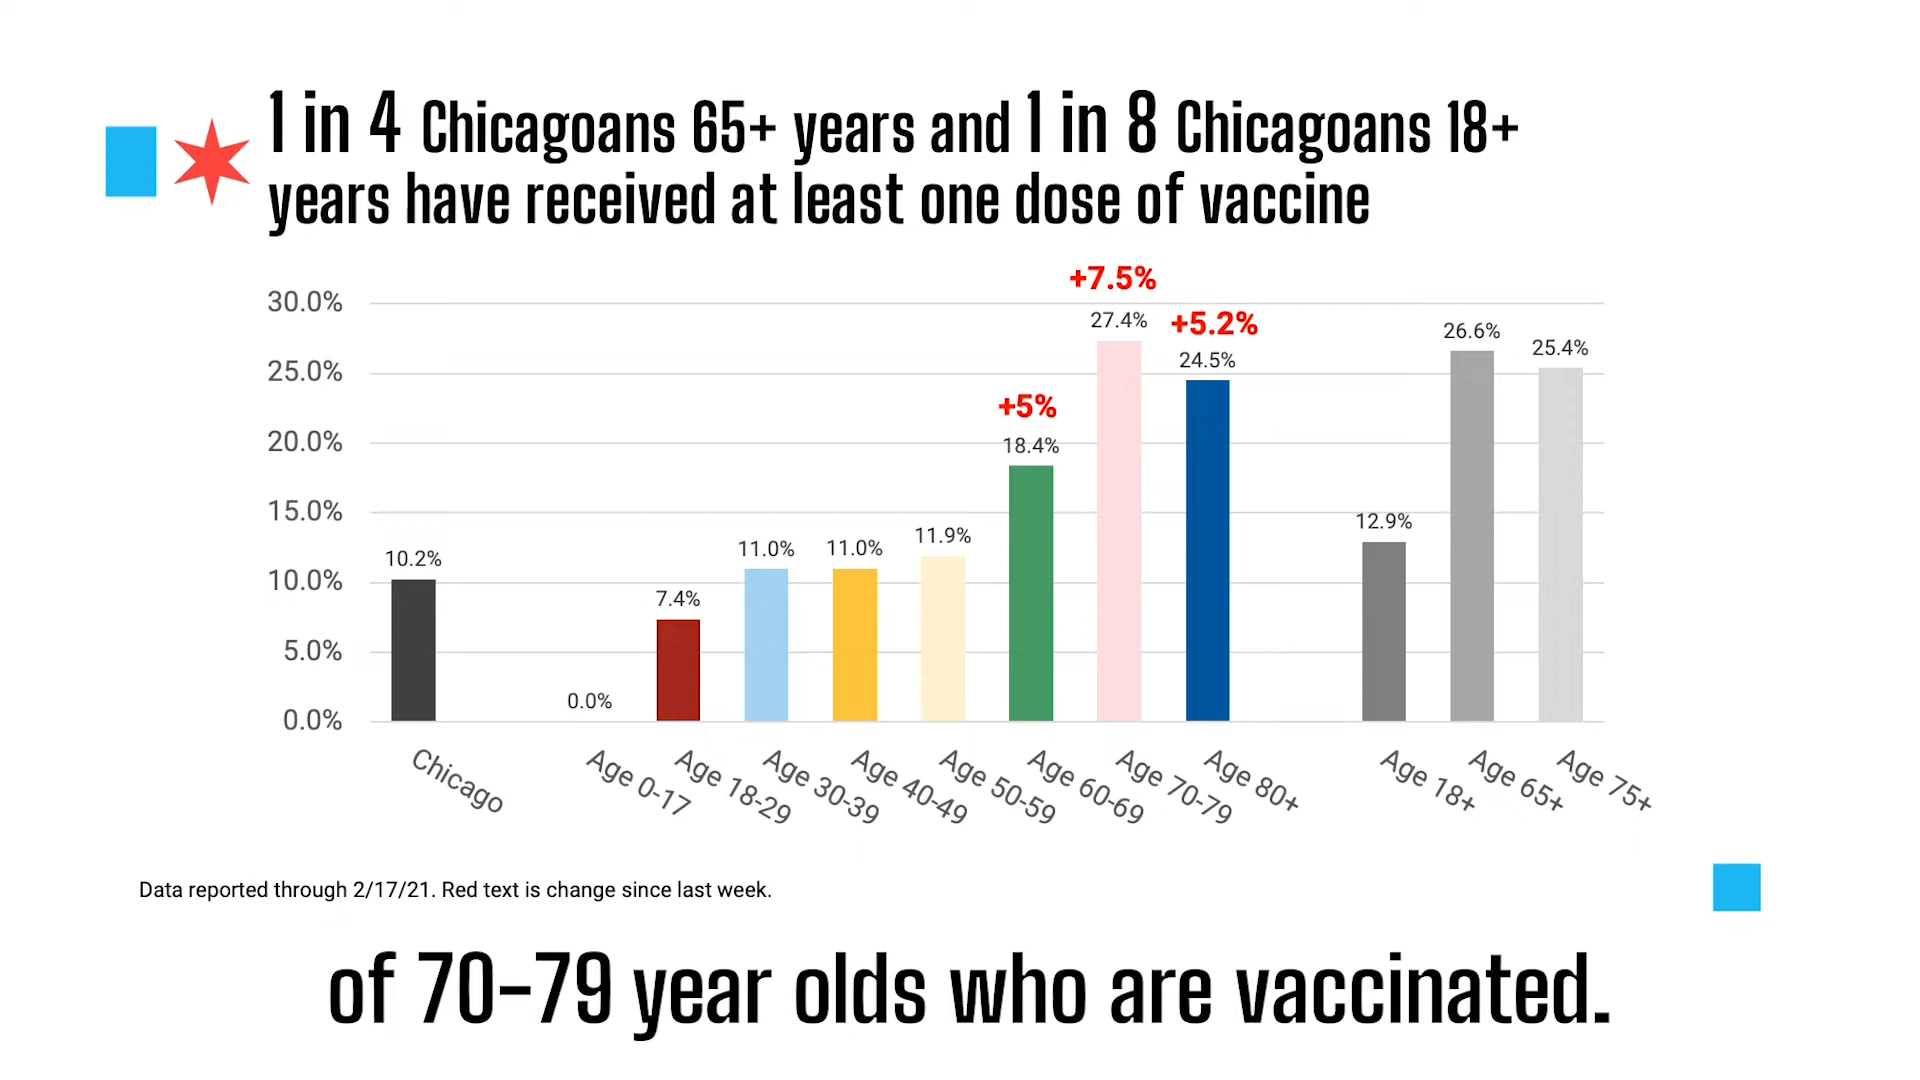 1 in 4 Chicagoans 65+ years and 1 in 8 Chicagoans 18+
years have received at least one dose of vaccine
30.0%
25.0%
20.0%
15.0%
10.0%
5.0%
0.0%
10.2%
0.0%
7.4%
11.0%
11.0%
11.9%
+5%
18.4%
+7.5%
27.4%
+5.2%
24.5%
12.9%
26.6%
25.4%
Chicago
Age 0-17
Age 18-29
Age 30-39
Age 40-49
Age 50-59
Age 60-69
Age 70-79
Age 80+
Age 18+
Age 65+
Age 75+
Data reported through 2/17/21. Red text is change since last week.
of 70-79 year olds who are vaccinated.